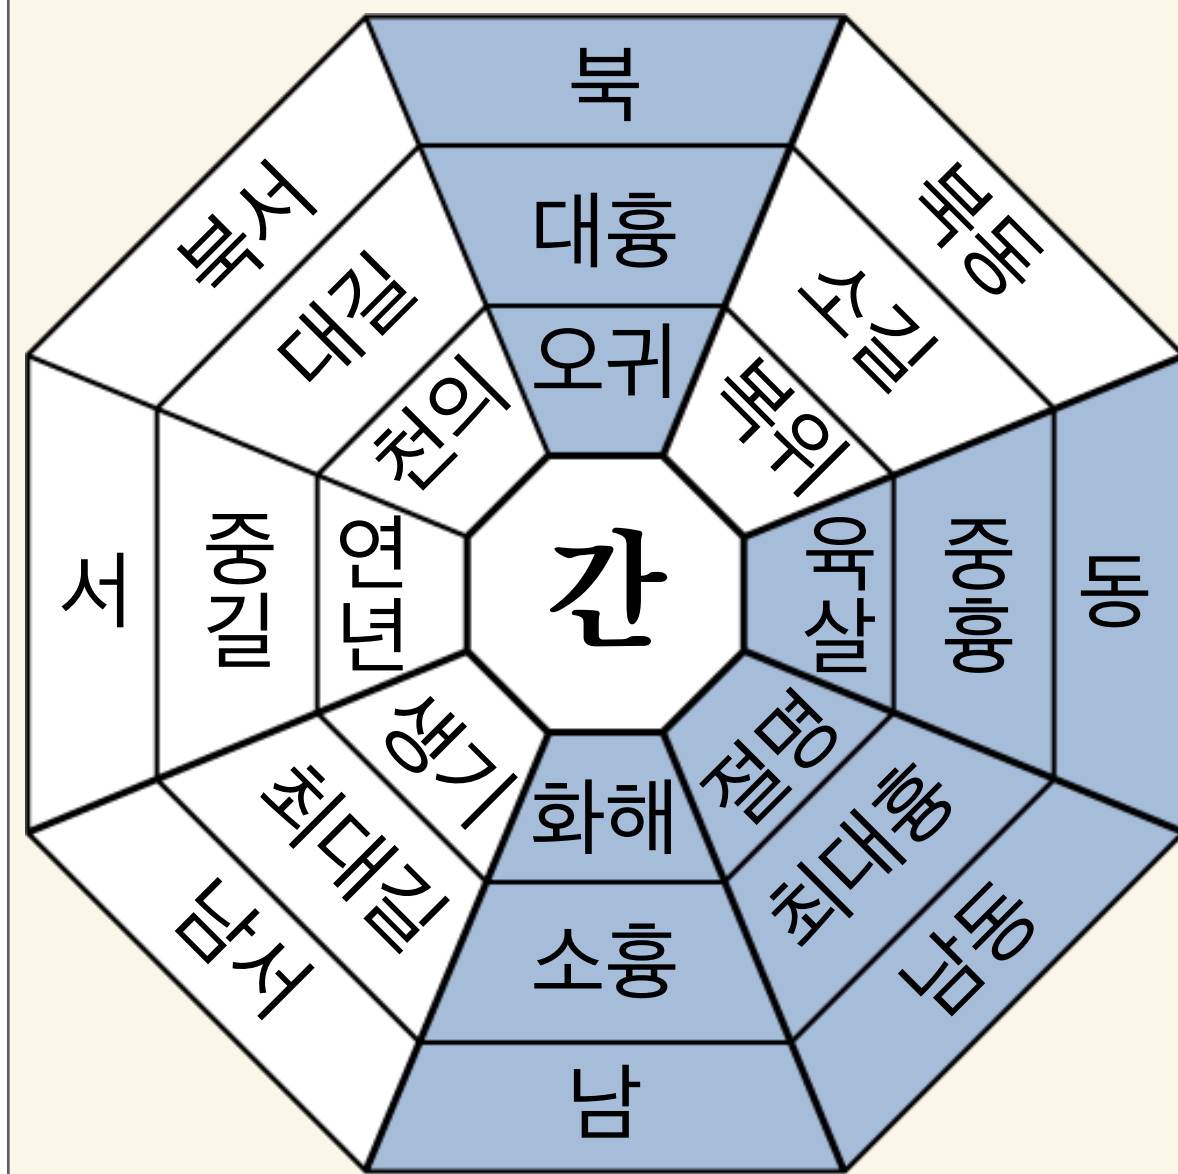 북
대흉
오귀
북동
소길
복위
동
중흉
육살
남동
최대흉
절명
남
소흉
화해
남서
최대길
생기
서
중길
연년
북서
대길
천의
간